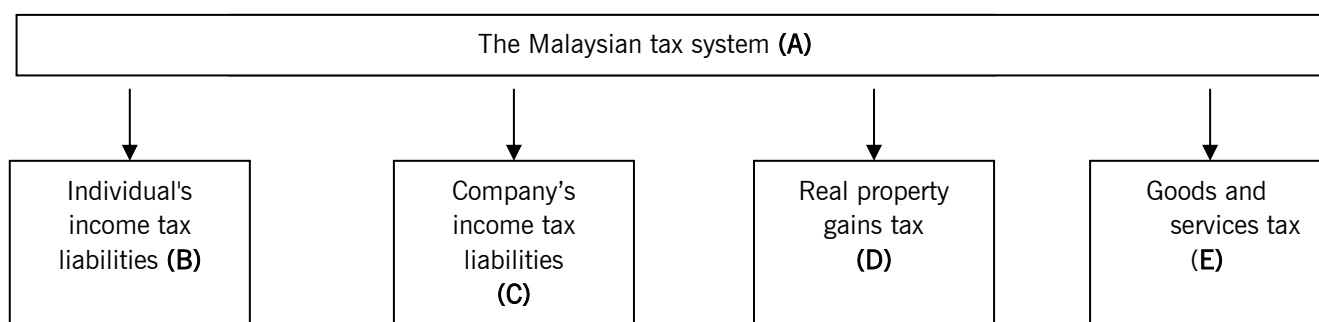 The Malaysian tax system (A)
Individual's
income tax
liabilities (B)
Company’s
income tax
liabilities
(C)
Real property
gains tax
(D)
Goods and
services tax
(E)